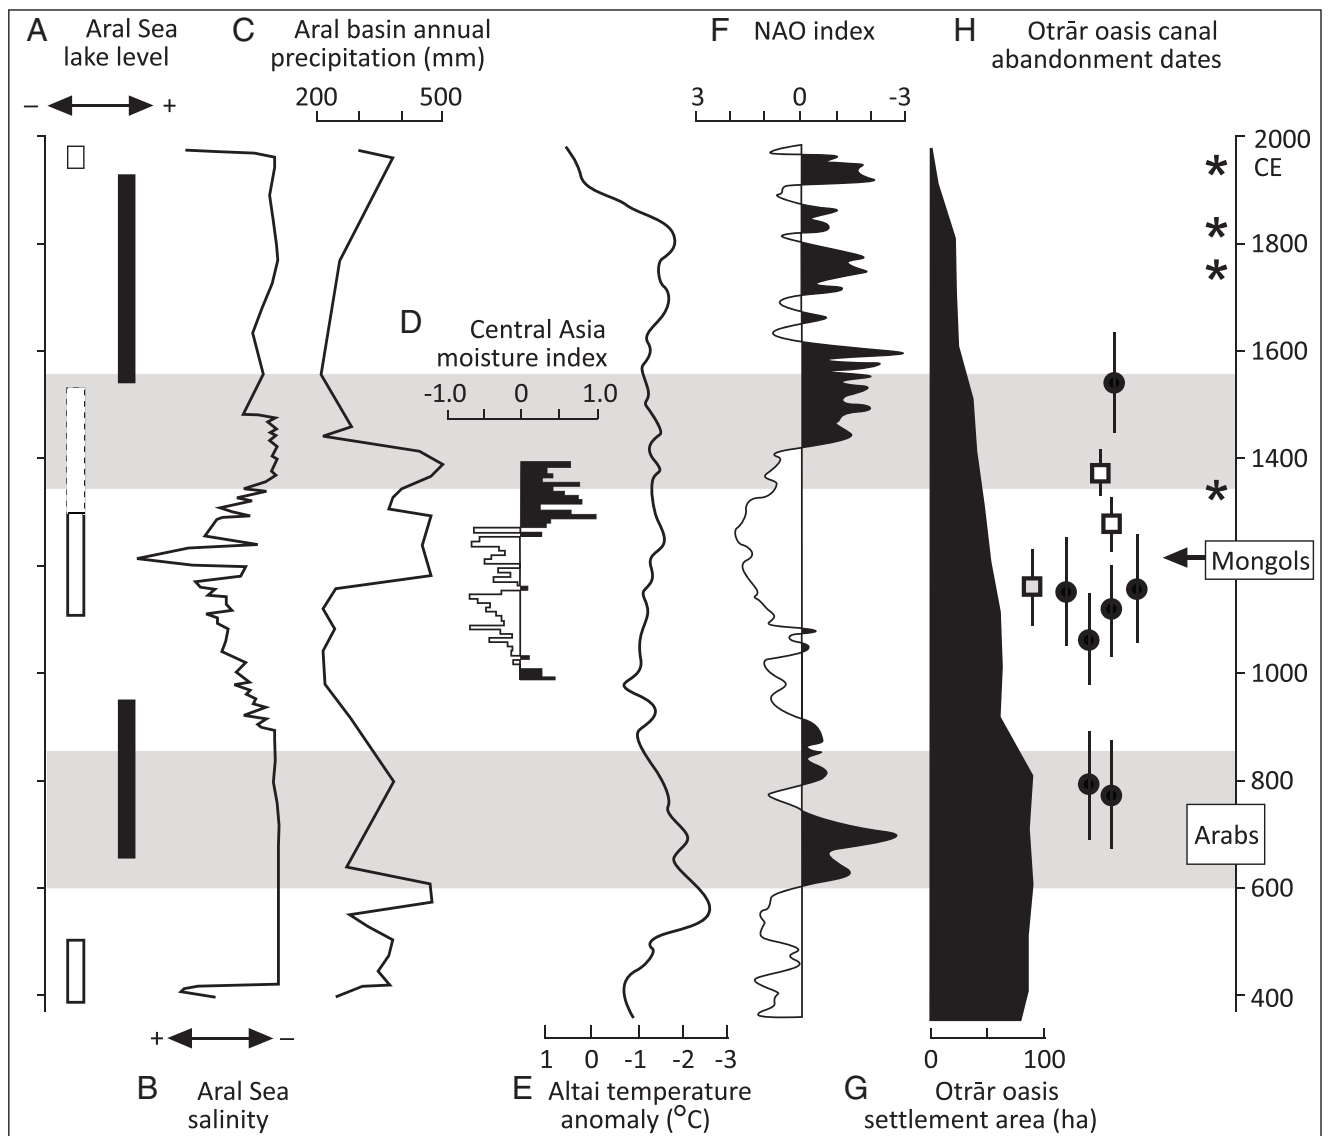 A Aral Sea
lake level
– +
C Aral basin annual
precipitation (mm)
200 500
F NAO index
3 0 -3
H Otrār oasis canal
abandonment dates
2000
CE
*
*
1800
*
D Central Asia
moisture index
-1.0 0 1.0
1600
1400
*
Mongols
1000
800
Arabs
600
400
+ –
B Aral Sea
salinity
1 0 -1 -2 -3
E Altai temperature
anomaly (°C)
0 100
G Otrār oasis
settlement area (ha)